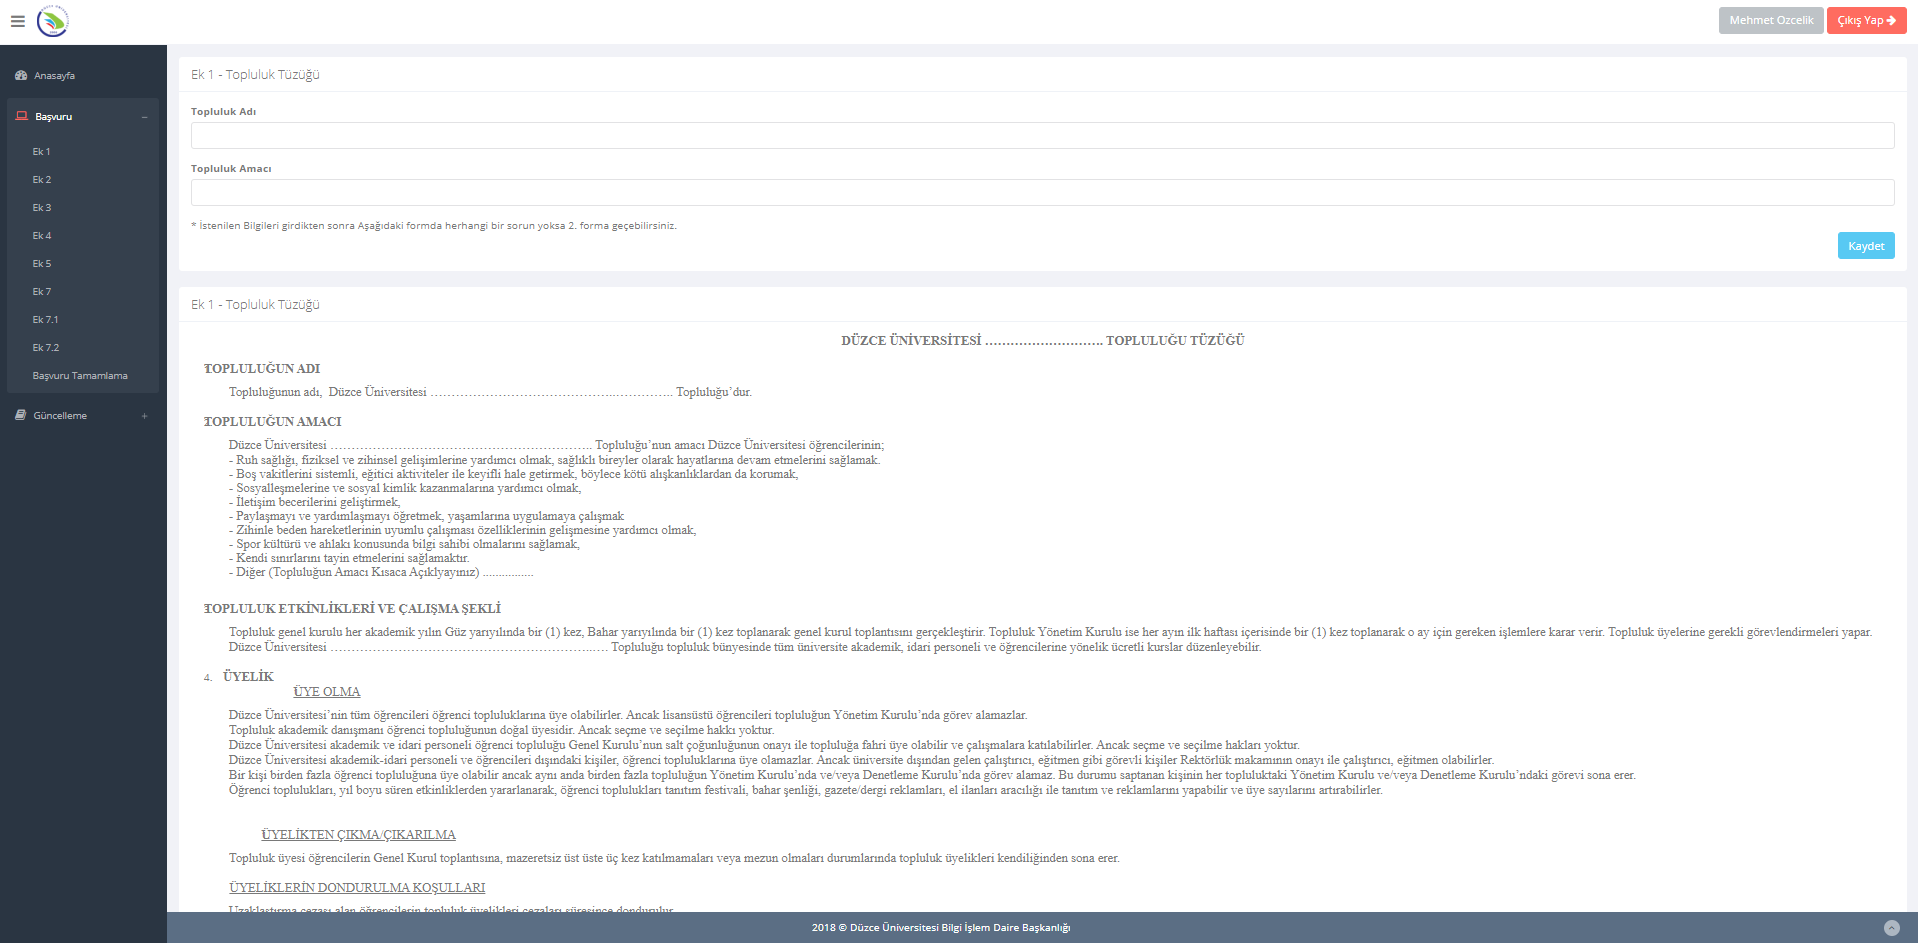 Mehmet Ozcelik
Çıkış Yap
Anasayfa
Başvuru
Ek 1
Ek 2
Ek 3
Ek 4
Ek 5
Ek 7
Ek 7.1
Ek 7.2
Başvuru Tamamlama
Güncelleme
Ek 1 - Topluluk Tüzüğü
Topluluk Adı
Topluluk Amacı
* İstenilen Bilgileri girdikten sonra Aşağıdaki formda herhangi bir sorun yoksa 2. forma geçebilirsiniz.
Kaydet
Ek 1 - Topluluk Tüzüğü
DÜZCE ÜNİVERSİTESİ ………………………. TOPLULUĞU TÜZÜĞÜ
TOPLULUĞUN ADI
Topluluğunun adı, Düzce Üniversitesi ……………………………………..………….. Topluluğu’dur.
TOPLULUĞUN AMACI
Düzce Üniversitesi …………………………………………………….. Topluluğu’nun amacı Düzce Üniversitesi öğrencilerinin;
- Ruh sağlığı, fiziksel ve zihinsel gelişimlerine yardımcı olmak, sağlıklı bireyler olarak hayatlarına devam etmelerini sağlamak.
- Boş vakitlerini sistemli, eğitici aktiviteler ile keyifli hale getirmek, böylece kötü alışkanlıklardan da korumak,
- Sosyalleşmelerine ve sosyal kimlik kazanmalarına yardımcı olmak,
- İletişim becerilerini geliştirmek,
- Paylaşmayı ve yardımlaşmayı öğretmek, yaşamlarına uygulamaya çalışmak
- Zihinle beden hareketlerinin uyumlu çalışması özelliklerinin gelişmesine yardımcı olmak,
- Spor kültürü ve ahlakı konusunda bilgi sahibi olmalarını sağlamak,
- Kendi sınırlarını tayin etmelerini sağlamaktır.
- Diğer (Topluluğun Amacı Kısaca Açıklyayınız) ................
TOPLULUK ETKİNLİKLERİ VE ÇALIŞMA ŞEKLİ
Topluluk genel kurulu her akademik yılın Güz yarıyılında bir (1) kez, Bahar yarıyılında bir (1) kez toplanarak genel kurul toplantısını gerçekleştirir. Topluluk Yönetim Kurulu ise her ayın ilk haftası içerisinde bir (1) kez toplanarak o ay için gereken işlemlere karar verir. Topluluk üyelerine gerekli görevlendirmeleri yapar.
Düzce Üniversitesi ……………………………………………………..…. Topluluğu topluluk bünyesinde tüm üniversite akademik, idari personeli ve öğrencilerine yönelik ücretli kurslar düzenleyebilir.
4. ÜYELİK
ÜYE OLMA
Düzce Üniversitesi’nin tüm öğrencileri öğrenci topluluklarına üye olabilirler. Ancak lisansüstü öğrencileri topluluğun Yönetim Kurulu’nda görev alamazlar.
Topluluk akademik danışmanı öğrenci topluluğunun doğal üyesidir. Ancak seçme ve seçilme hakkı yoktur.
Düzce Üniversitesi akademik ve idari personeli öğrenci topluluğu Genel Kurulu’nun salt çoğunluğunun onayı ile topluluğa fahri üye olabilir ve çalışmalara katılabilirler. Ancak seçme ve seçilme hakları yoktur.
Düzce Üniversitesi akademik-idari personeli ve öğrencileri dışındaki kişiler, öğrenci topluluklarına üye olamazlar. Ancak üniversite dışından gelen çalıştırıcı, eğitmen gibi görevli kişiler Rektörlük makamının onayı ile çalıştırıcı, eğitmen olabilirler.
Bir kişi birden fazla öğrenci topluluğuna üye olabilir ancak aynı anda birden fazla topluluğun Yönetim Kurulu’nda ve/veya Denetleme Kurulu’nda görev alamaz. Bu durumu saptanan kişinin her topluluktaki Yönetim Kurulu ve/veya Denetleme Kurulu’ndaki görevi sona erer.
Öğrenci toplulukları, yıl boyu süren etkinliklerden yararlanarak, öğrenci toplulukları tanıtım festivali, bahar şenliği, gazete/dergi reklamları, el ilanları aracılığı ile tanıtım ve reklamlarını yapabilir ve üye sayılarını artırabilirler.
ÜYELİKTEN ÇIKMA/ÇIKARILMA
Topluluk üyesi öğrencilerin Genel Kurul toplantısına, mazeretsiz üst üste üç kez katılmamaları veya mezun olmaları durumlarında topluluk üyelikleri kendiliğinden sona erer.
ÜYELİKLERİN DONDURULMA KOŞULLARI
Uzaklaştırma cezası alan öğrencilerin topluluk üyelikleri cezaları süresince dondurulur.
2018 © Düzce Üniversitesi Bilgi İşlem Daire Başkanlığı